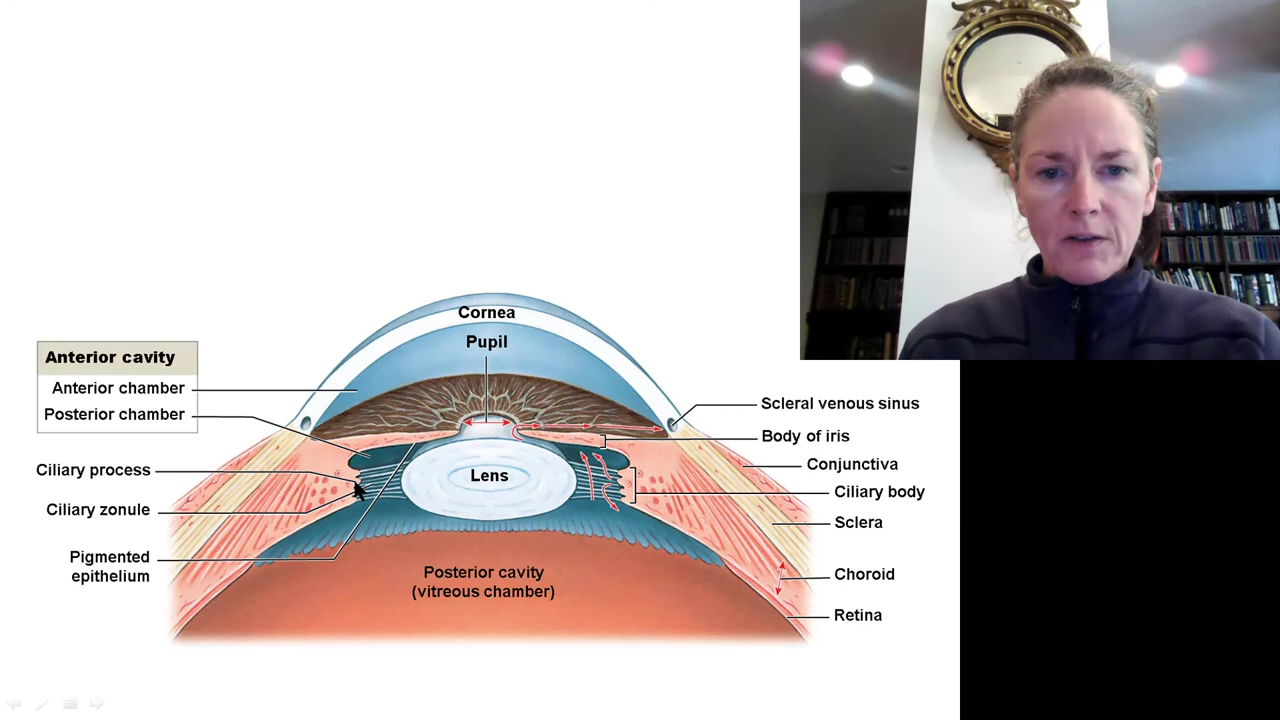 Cornea
Pupil
Anterior cavity
Anterior chamber
Posterior chamber
Ciliary process
Ciliary zonule
Pigmented
epithelium
Lens
Posterior cavity
(vitreous chamber)
Scleral venous sinus
Body of iris
Conjunctiva
Ciliary body
Sclera
Choroid
Retina